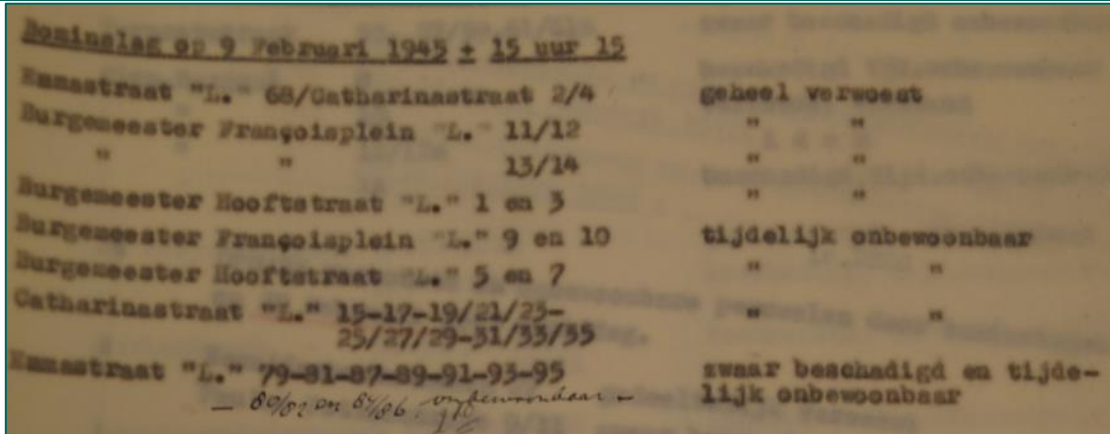 Bominslag op 9 Februari 1945 ± 15 uur 15
Emmastraat "L." 68/Catharinastraat 2/4 geheel verwoest
Burgemeester Françoisplein "L." 11/12 " "
" " 13/14 " "
Burgemeester Hooftstraat "L." 1 en 3 " "
Burgemeester Françoisplein "L." 9 en 10 tijdelijk onbewoonbaar
Burgemeester Hooftstraat "L." 5 en 7 " "
Catharinastraat "L." 15-17-19/21/23- " "
25/27/29-31/33/35
Emmastraat "L." 79-81-87-89-91-93-95 zwaar beschadigd en tijde-
lijk onbewoonbaar
— 80/82 en 84/86 onbewoonbaar —